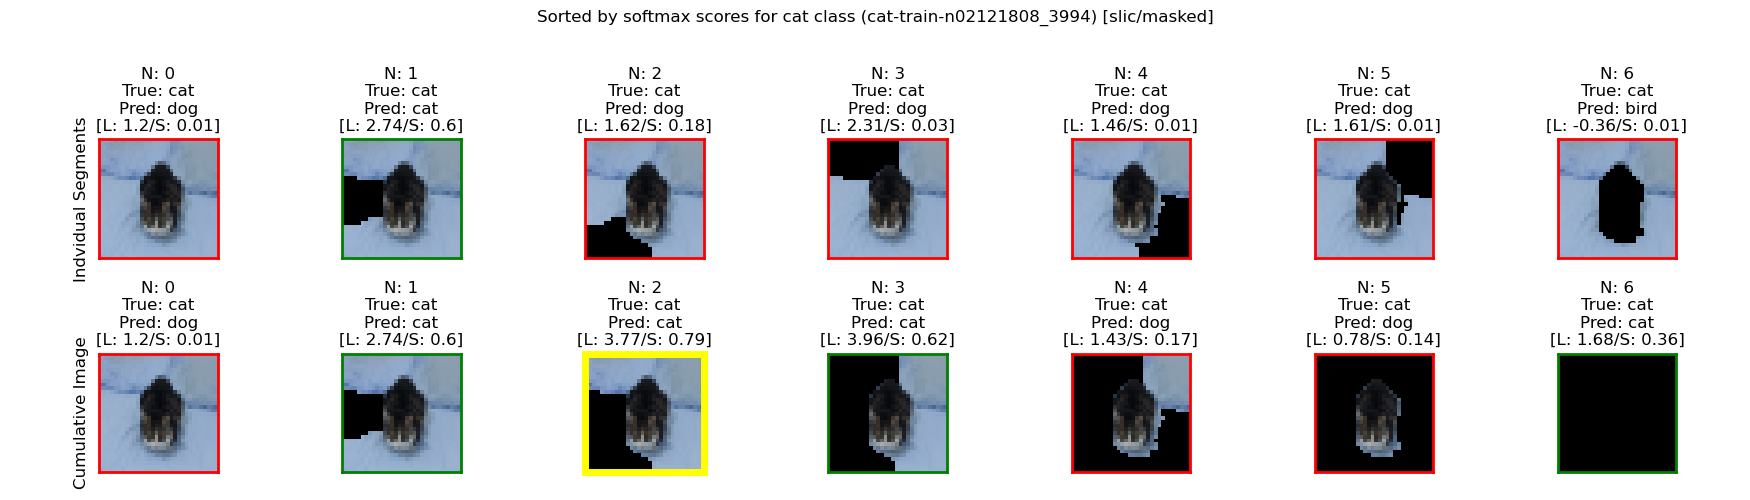 Sorted by softmax scores for cat class (cat-train-n02121808_3994) [slic/masked]
Indvidual Segments
N: 0
True: cat
Pred: dog
[L: 1.2/S: 0.01]
N: 1
True: cat
Pred: cat
[L: 2.74/S: 0.6]
N: 2
True: cat
Pred: dog
[L: 1.62/S: 0.18]
N: 3
True: cat
Pred: dog
[L: 2.31/S: 0.03]
N: 4
True: cat
Pred: dog
[L: 1.46/S: 0.01]
N: 5
True: cat
Pred: dog
[L: 1.61/S: 0.01]
N: 6
True: cat
Pred: bird
[L: -0.36/S: 0.01]
Cumulative Image
N: 0
True: cat
Pred: dog
[L: 1.2/S: 0.01]
N: 1
True: cat
Pred: cat
[L: 2.74/S: 0.6]
N: 2
True: cat
Pred: cat
[L: 3.77/S: 0.79]
N: 3
True: cat
Pred: cat
[L: 3.96/S: 0.62]
N: 4
True: cat
Pred: dog
[L: 1.43/S: 0.17]
N: 5
True: cat
Pred: dog
[L: 0.78/S: 0.14]
N: 6
True: cat
Pred: cat
[L: 1.68/S: 0.36]